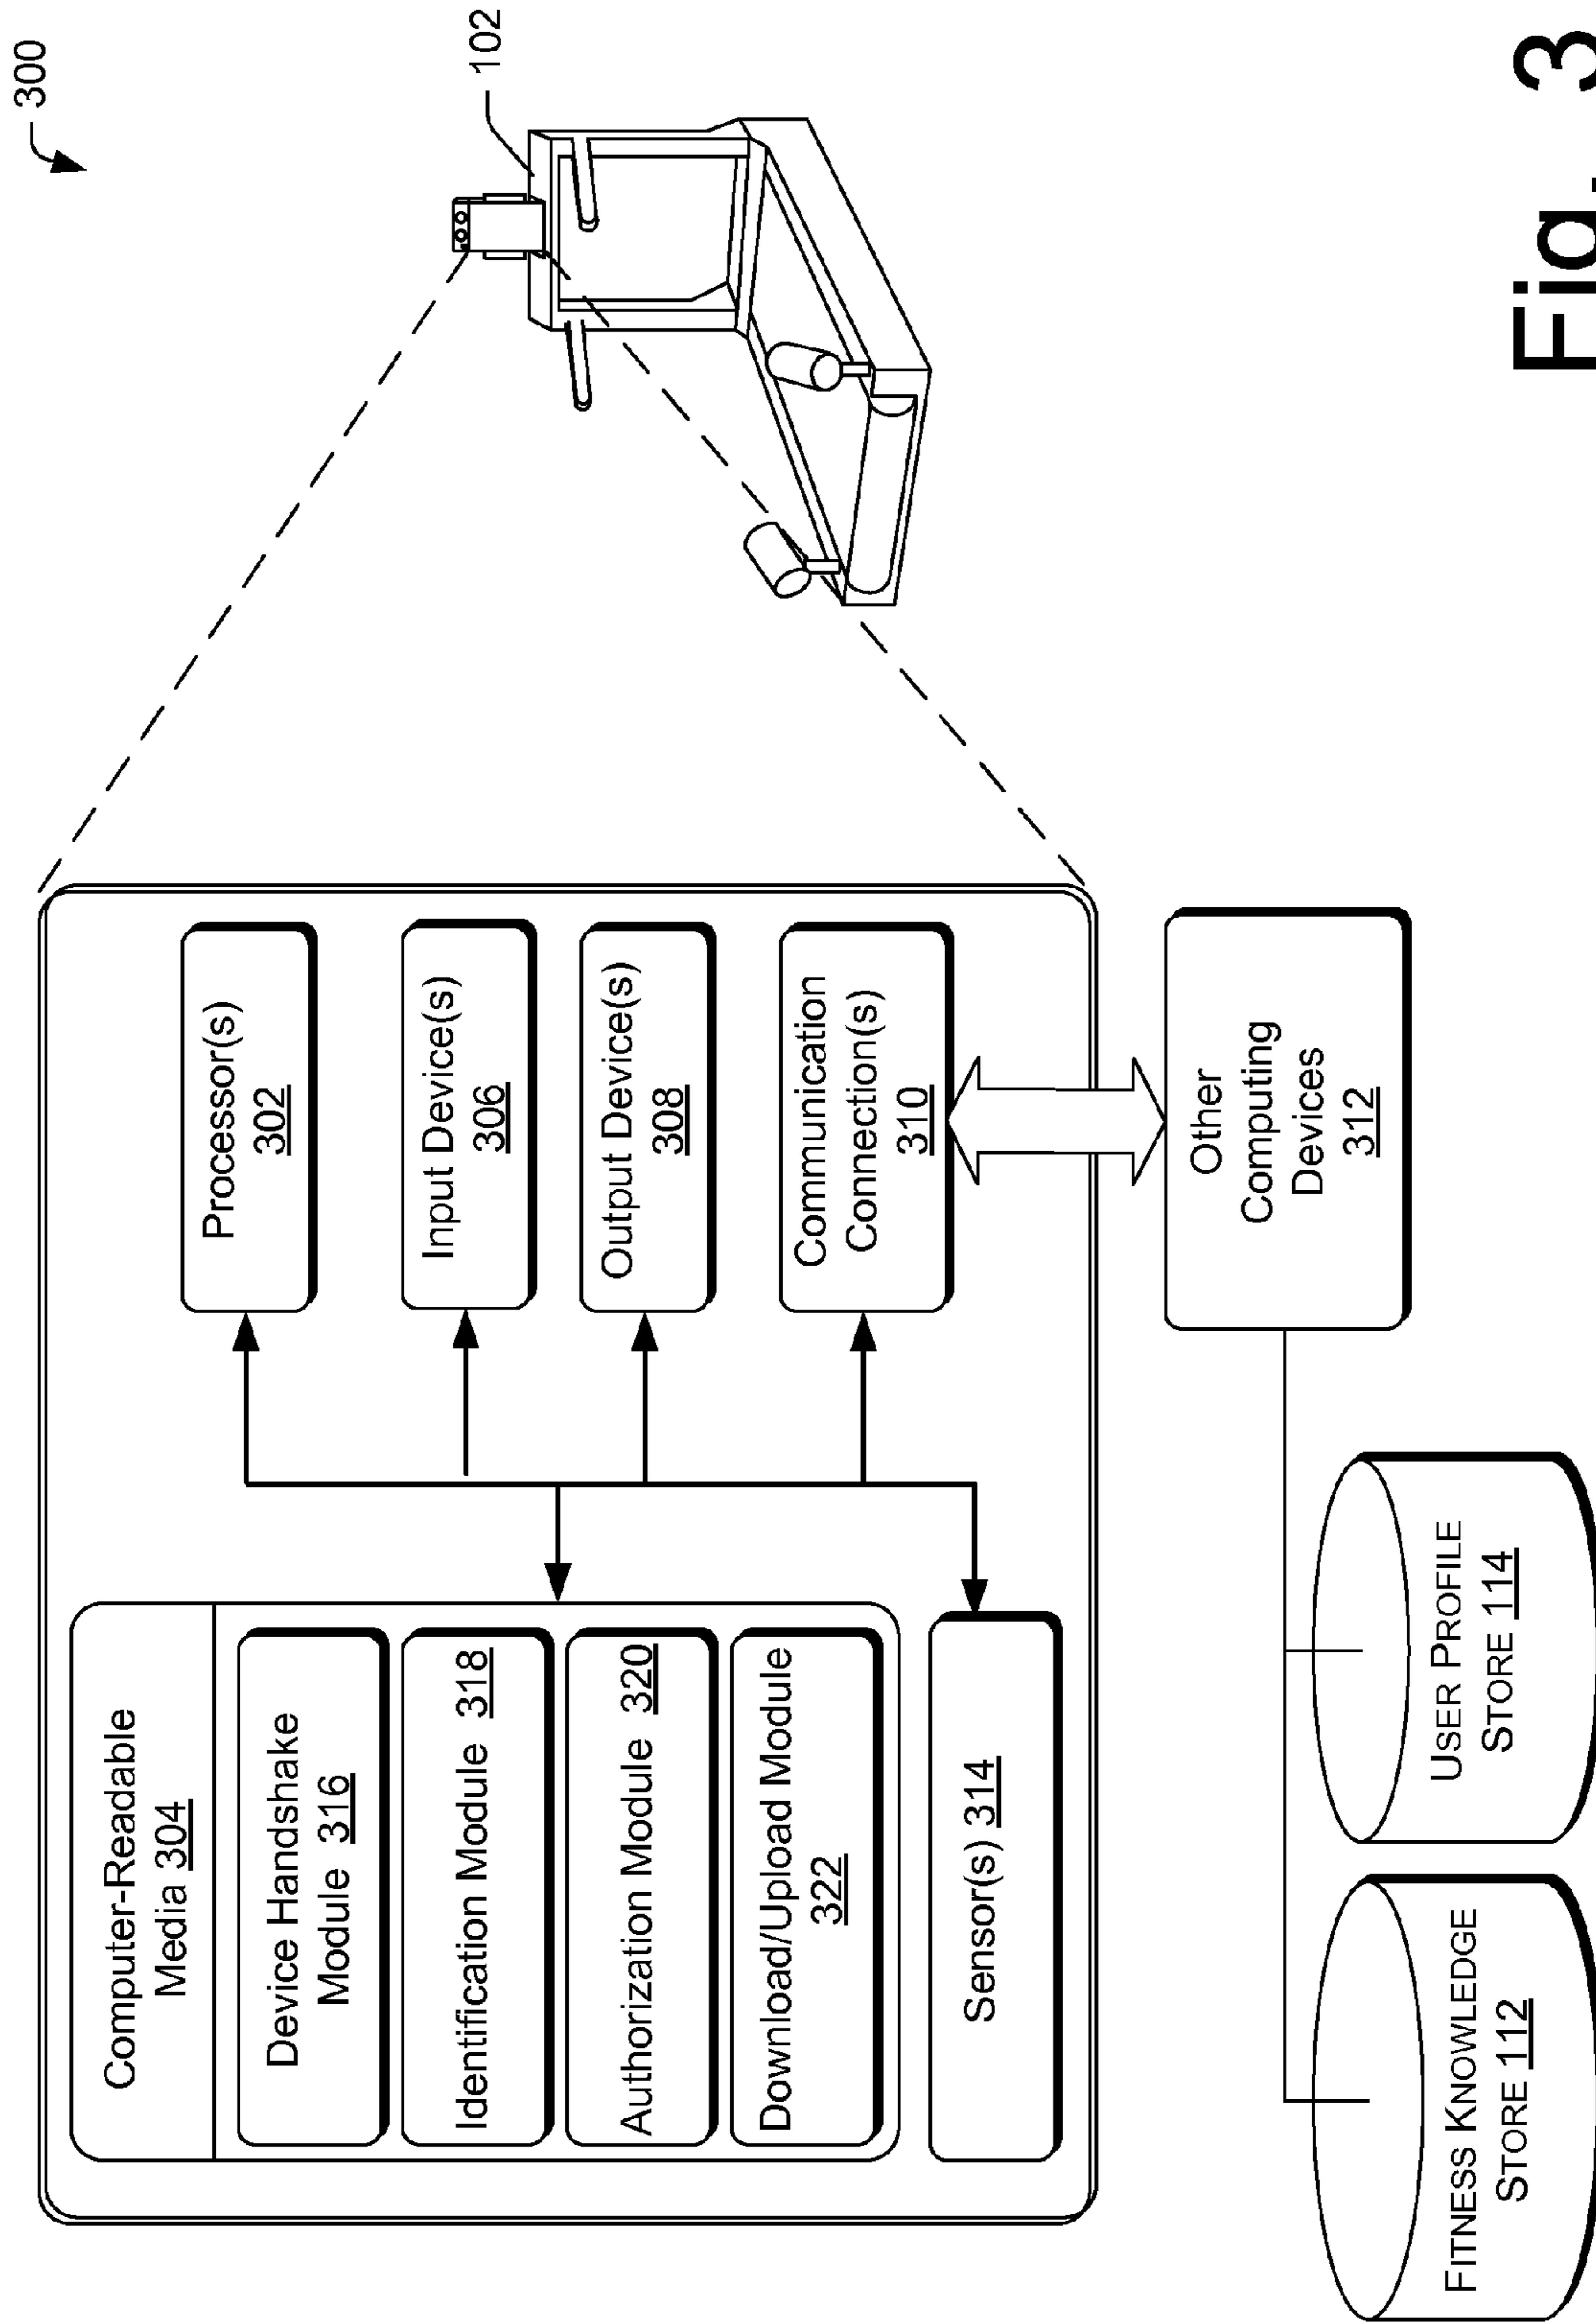 300
102
Computer-Readable
Media 304
Device Handshake
Module 316
Identification Module 318
Authorization Module 320
Download/Upload Module
322
Sensor(s) 314
Processor(s)
302
Input Device(s)
306
Output Device(s)
308
Communication
Connection(s)
310
Other
Computing
Devices
312
FITNESS KNOWLEDGE
STORE 112
USER PROFILE
STORE 114
Fig. 3